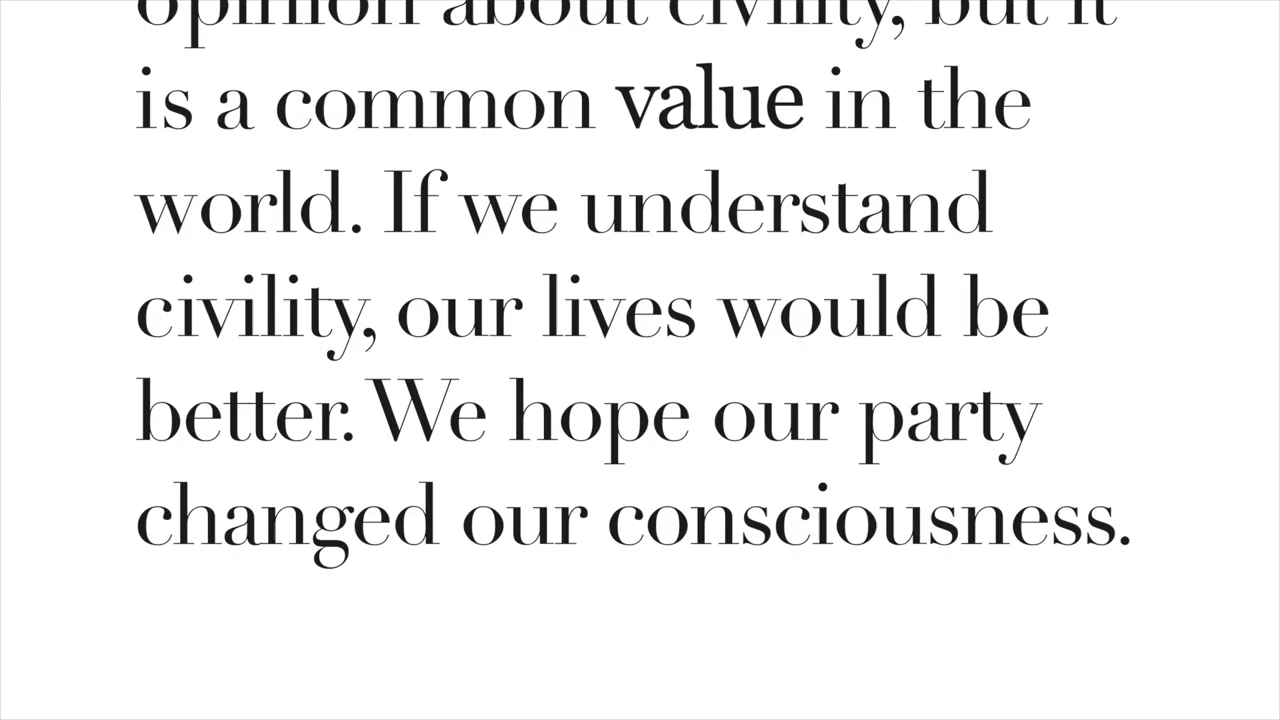 opinion about civility, but it
is a common value in the
world. If we understand
civility, our lives would be
better. We hope our party
changed our consciousness.